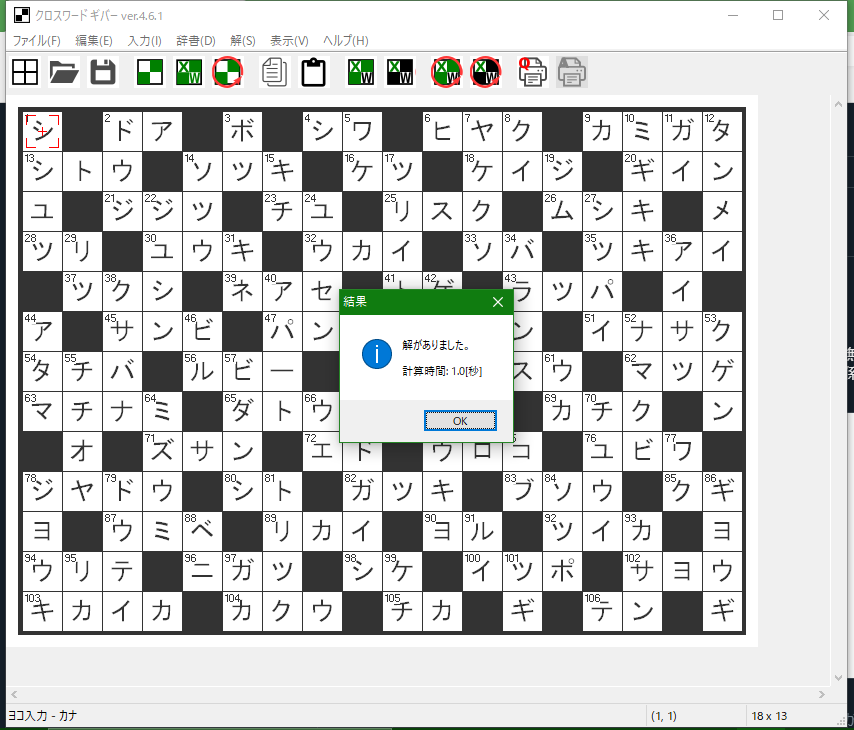 クロスワード ギバー ver.4.6.1
ファイル(F) 編集(E) 入力(I) 辞書(D) 解(S) 表示(V) ヘルプ(H)
1シ 2ド ア 3ボ 4シ 5ワ 6ヒ 7ヤ 8ク 9カ 10ミ 11ガ 12タ
13シ ト ウ 14ソ ツ 15キ 16ケ 17ツ 18ケ イ 19ジ 20ギ イ ン
ユ 21ジ 22ジ ツ 23チ 24ユ 25リ ス ク 26ム 27シ キ メ
28ツ 29リ 30ユ ウ 31キ 32ウ カ イ 33ソ 34バ 35ツ キ 36ア イ
37ツ 38ク シ 39ネ 40ア セ 41 42 43ラ ツ パ イ
44ア 45サ ン 46ビ 47パ ン ン 51イ 52ナ サ 53ク
54タ 55チ バ 56ル 57ビ ー ス 61ウ 62マ ツ ゲ
63マ チ ナ 64ミ 65ダ ト 66ウ 69カ 70チ ク ン
オ 71ズ サ ン 72エ ド ウ ロ コ 76ユ ビ 77ワ
78ジ ヤ 79ド ウ 80シ 81ト 82ガ ツ キ 83ブ 84ソ ウ 85ク 86ギ
ヨ 87ウ ミ 88ベ 89リ カ イ 90ヨ 91ル 92ツ イ 93カ ヨ
94ウ 95リ テ 96ニ 97ガ ツ 98シ 99ケ 100イ 101ツ ポ 102サ ヨ ウ
103キ カ イ カ 104カ ク ウ 105チ カ ギ 106テ ン ギ
結果
解がありました。
計算時間: 1.0[秒]
OK
ヨコ入力 - カナ
(1, 1)
18 x 13